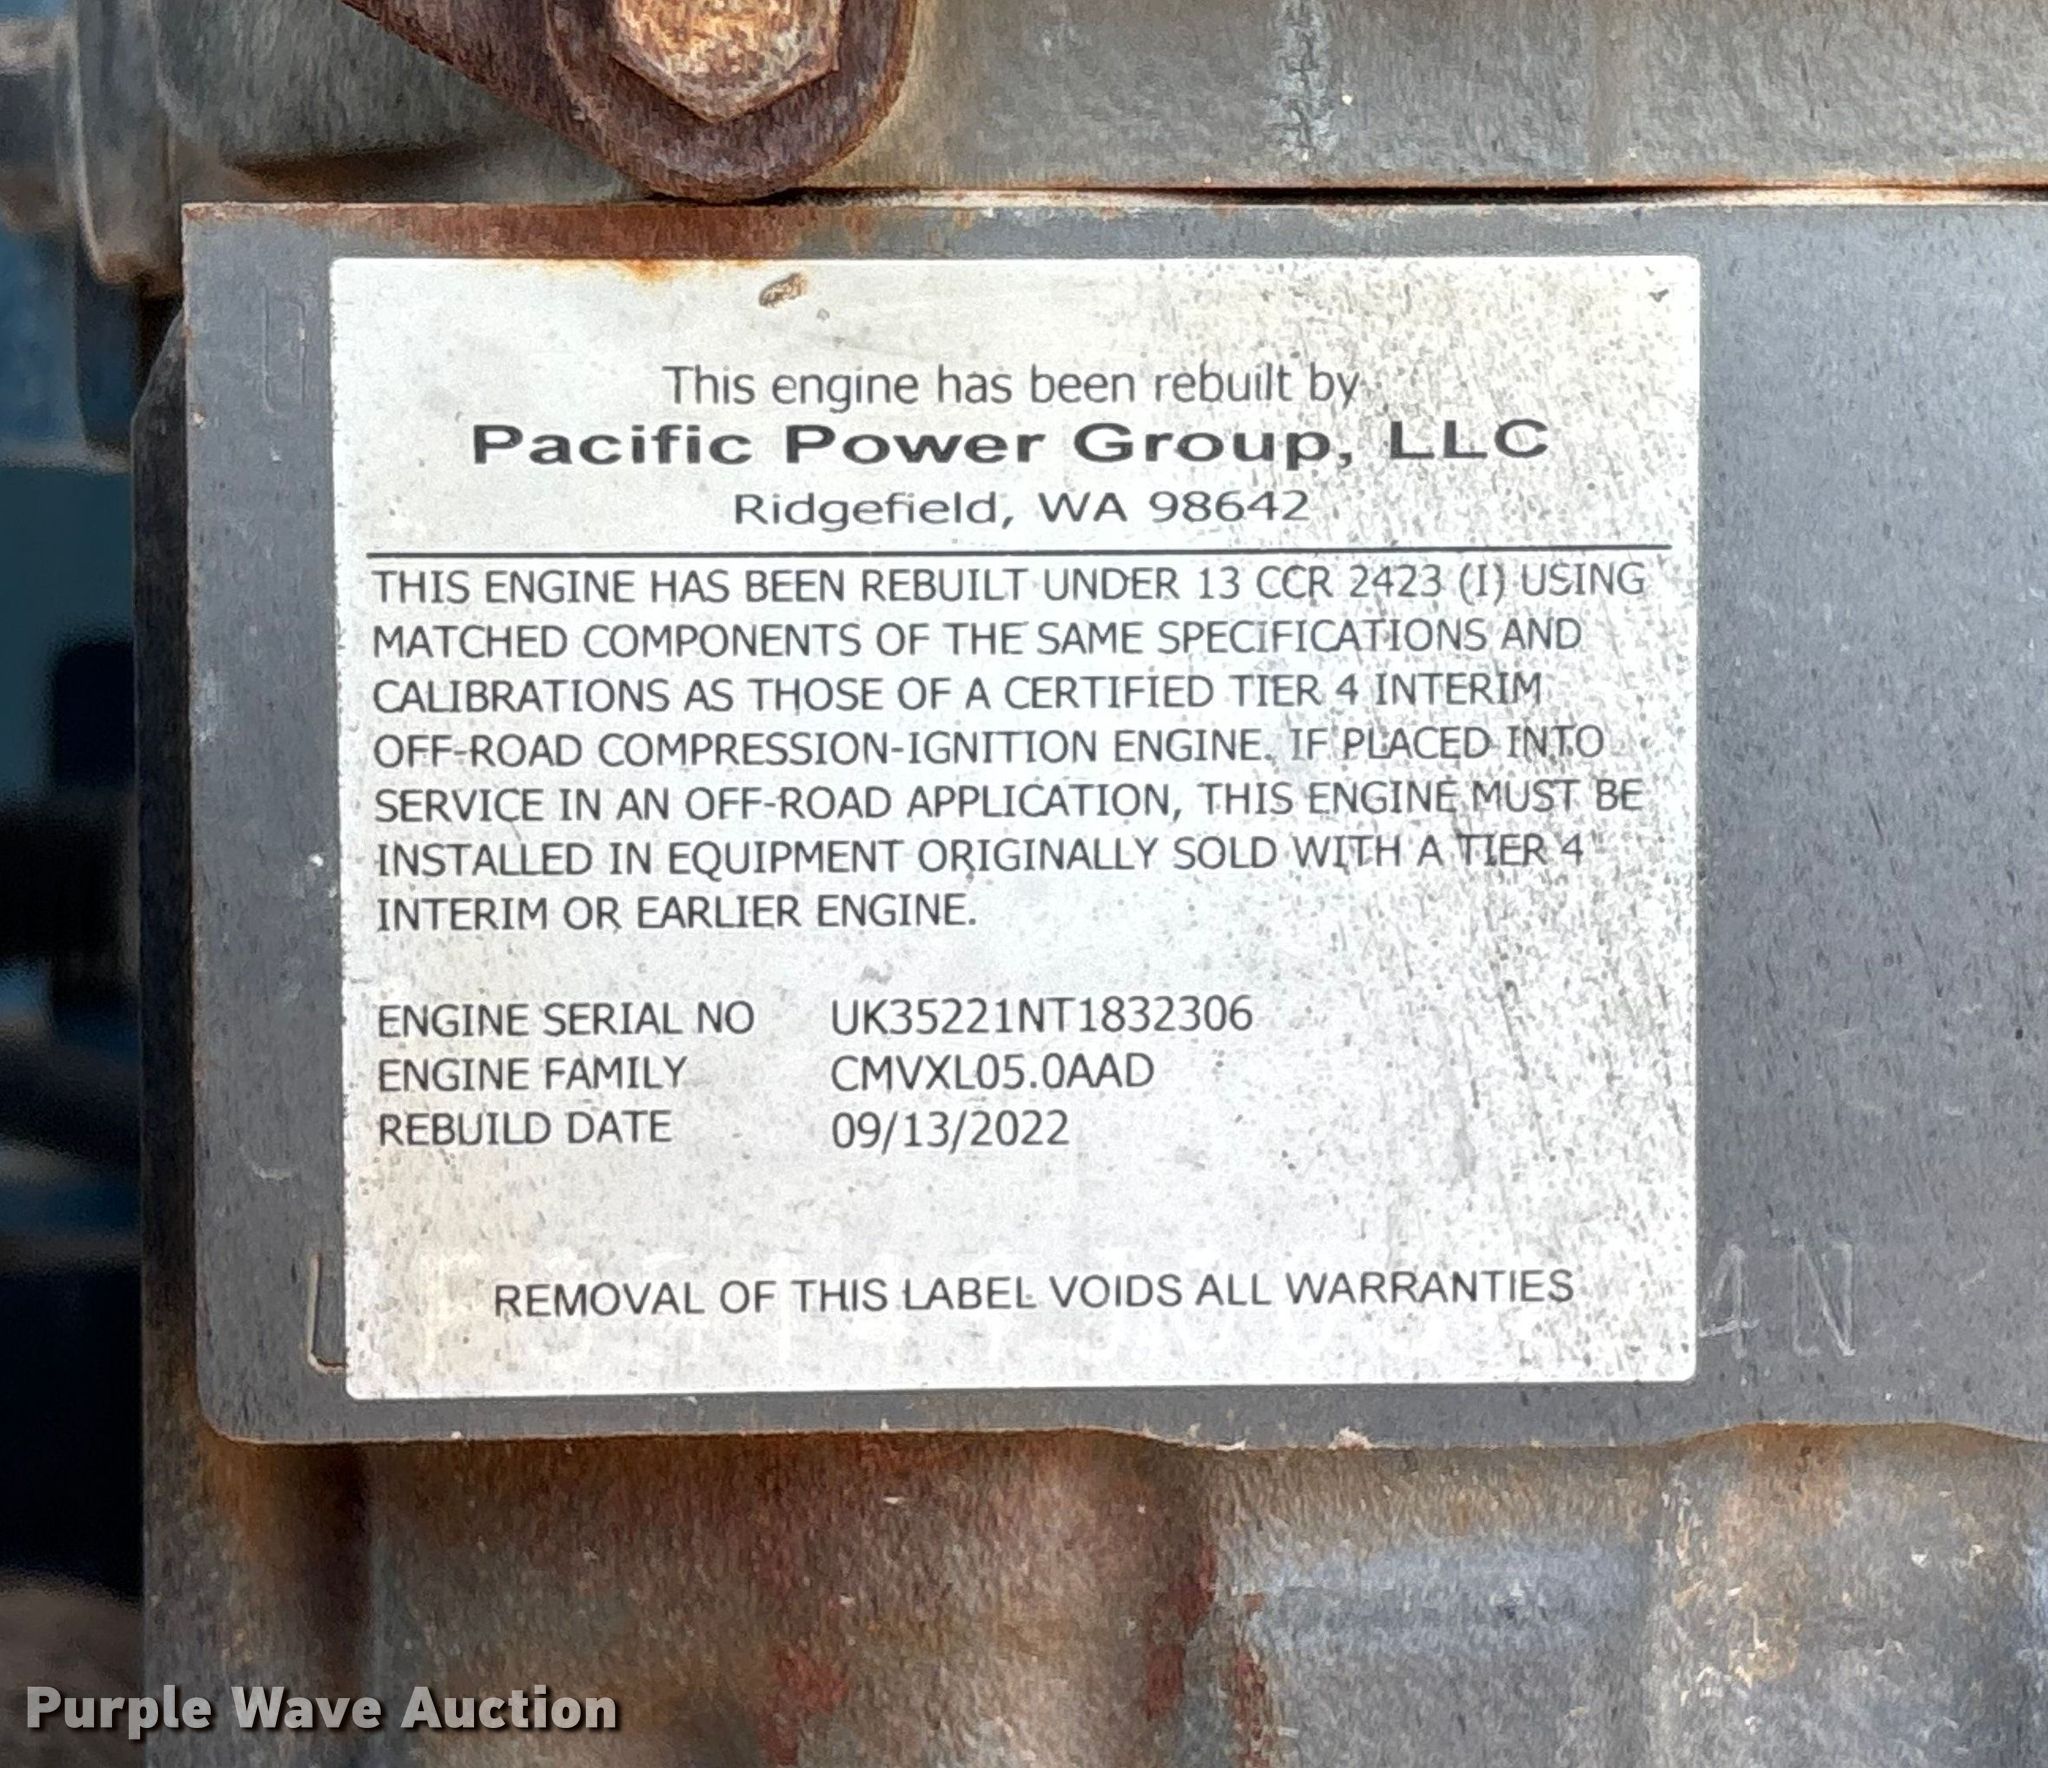 This engine has been rebuilt by
Pacific Power Group, LLC
Ridgefield, WA 98642
THIS ENGINE HAS BEEN REBUILT UNDER 13 CCR 2423 (I) USING
MATCHED COMPONENTS OF THE SAME SPECIFICATIONS AND
CALIBRATIONS AS THOSE OF A CERTIFIED TIER 4 INTERIM
OFF-ROAD COMPRESSION-IGNITION ENGINE. IF PLACED INTO
SERVICE IN AN OFF-ROAD APPLICATION, THIS ENGINE MUST BE
INSTALLED IN EQUIPMENT ORIGINALLY SOLD WITH A TIER 4
INTERIM OR EARLIER ENGINE.
ENGINE SERIAL NO UK35221NT1832306
ENGINE FAMILY CMVXL05.0AAD
REBUILD DATE 09/13/2022
REMOVAL OF THIS LABEL VOIDS ALL WARRANTIES
Purple Wave Auction